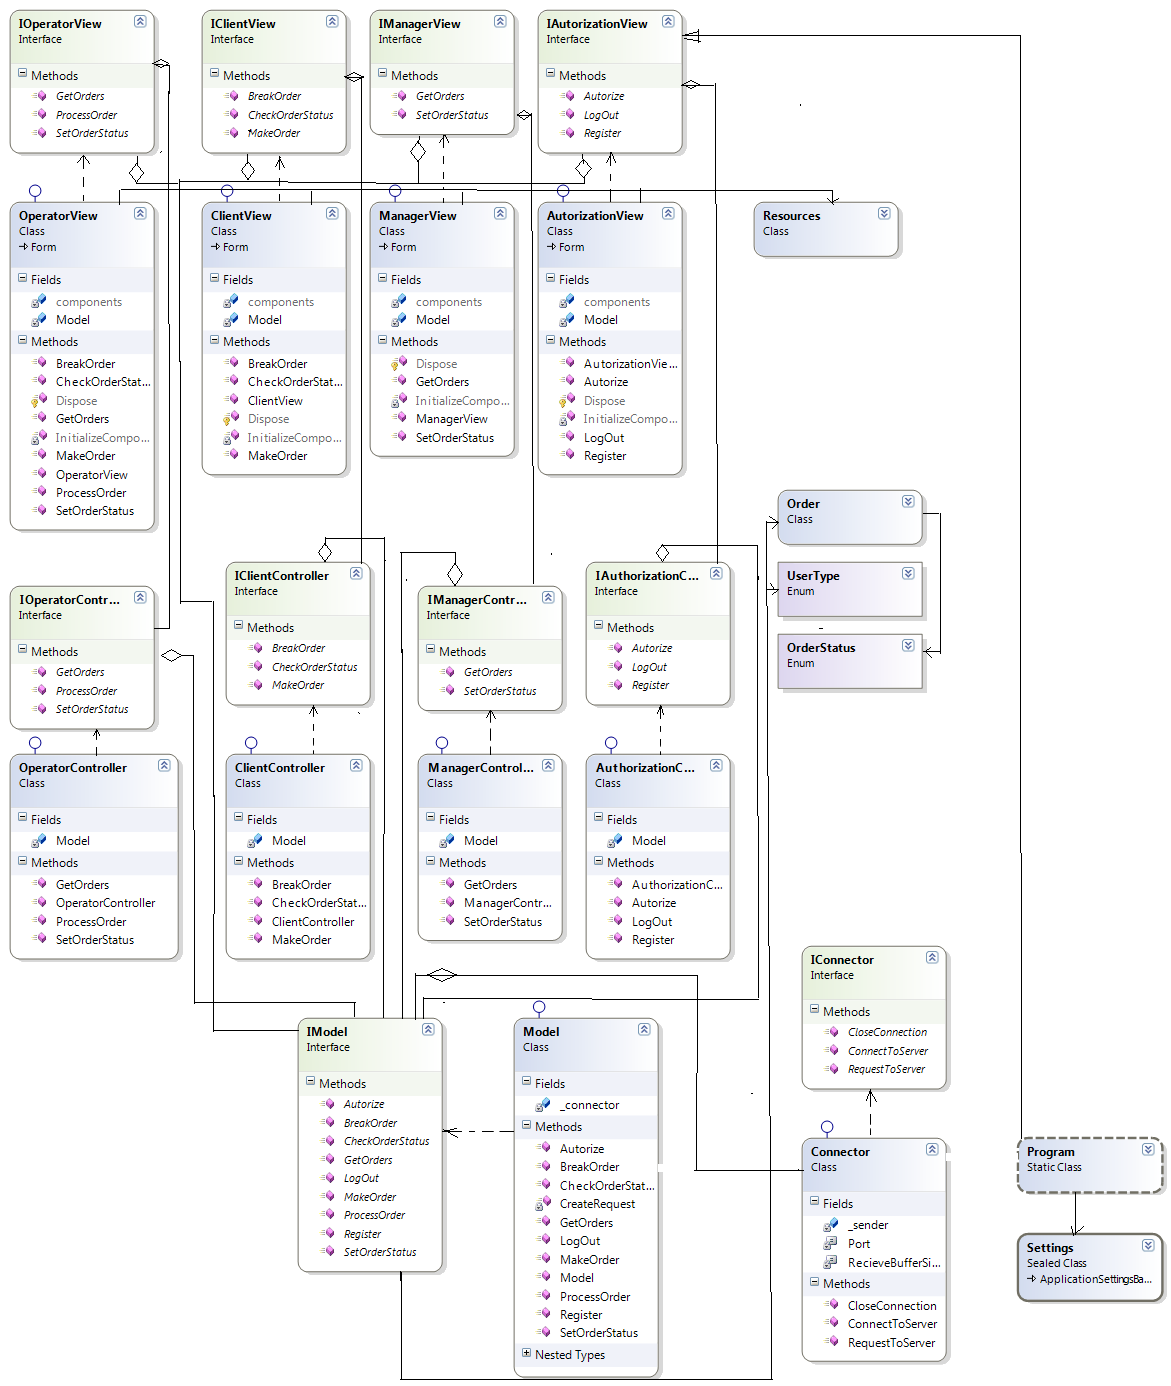 IOperatorView
Interface
Methods
GetOrders
ProcessOrder
SetOrderStatus
IClientView
Interface
Methods
BreakOrder
CheckOrderStatus
MakeOrder
IManagerView
Interface
Methods
GetOrders
SetOrderStatus
IAutorizationView
Interface
Methods
Autorize
LogOut
Register
OperatorView
Class
Form
Fields
components
Model
Methods
BreakOrder
CheckOrderStat...
Dispose
GetOrders
InitializeCompo...
MakeOrder
OperatorView
ProcessOrder
SetOrderStatus
ClientView
Class
Form
Fields
components
Model
Methods
BreakOrder
CheckOrderStat...
ClientView
Dispose
InitializeCompo...
MakeOrder
ManagerView
Class
Form
Fields
components
Model
Methods
Dispose
GetOrders
InitializeCompo...
ManagerView
SetOrderStatus
AutorizationView
Class
Form
Fields
components
Model
Methods
AutorizationVie...
Autorize
Dispose
InitializeCompo...
LogOut
Register
Resources
Class
Order
Class
UserType
Enum
OrderStatus
Enum
IOperatorContr...
Interface
Methods
GetOrders
ProcessOrder
SetOrderStatus
IClientController
Interface
Methods
BreakOrder
CheckOrderStatus
MakeOrder
IManagerContr...
Interface
Methods
GetOrders
SetOrderStatus
IAuthorizationC...
Interface
Methods
Autorize
LogOut
Register
OperatorController
Class
Fields
Model
Methods
GetOrders
OperatorController
ProcessOrder
SetOrderStatus
ClientController
Class
Fields
Model
Methods
BreakOrder
CheckOrderStat...
ClientController
MakeOrder
ManagerControl...
Class
Fields
Model
Methods
GetOrders
ManagerContr...
SetOrderStatus
AuthorizationC...
Class
Fields
Model
Methods
AuthorizationC...
Autorize
LogOut
Register
IModel
Interface
Methods
Autorize
BreakOrder
CheckOrderStatus
GetOrders
LogOut
MakeOrder
ProcessOrder
Register
SetOrderStatus
Model
Class
Fields
_connector
Methods
Autorize
BreakOrder
CheckOrderStat...
CreateRequest
GetOrders
LogOut
MakeOrder
Model
ProcessOrder
Register
SetOrderStatus
Nested Types
IConnector
Interface
Methods
CloseConnection
ConnectToServer
RequestToServer
Connector
Class
Fields
_sender
Port
RecieveBufferSi...
Methods
CloseConnection
ConnectToServer
RequestToServer
Program
Static Class
Settings
Sealed Class
ApplicationSettingsBa...